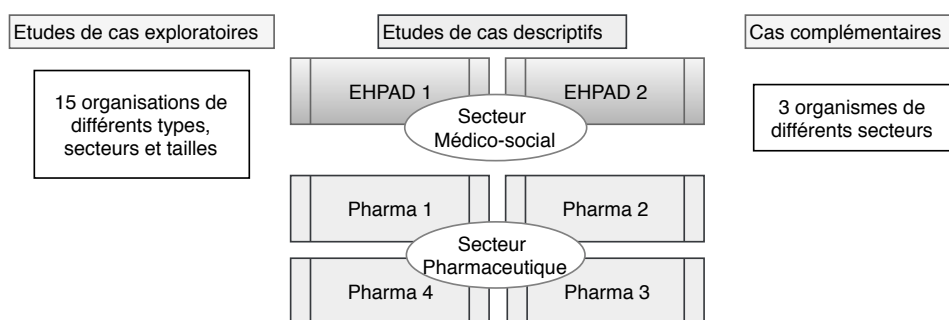 Etudes de cas exploratoires
15 organisations de
différents types,
secteurs et tailles
Etudes de cas descriptifs
EHPAD 1
EHPAD 2
Secteur
Médico-social
Pharma 1
Pharma 2
Secteur
Pharmaceutique
Pharma 4
Pharma 3
Cas complémentaires
3 organismes de
différents secteurs